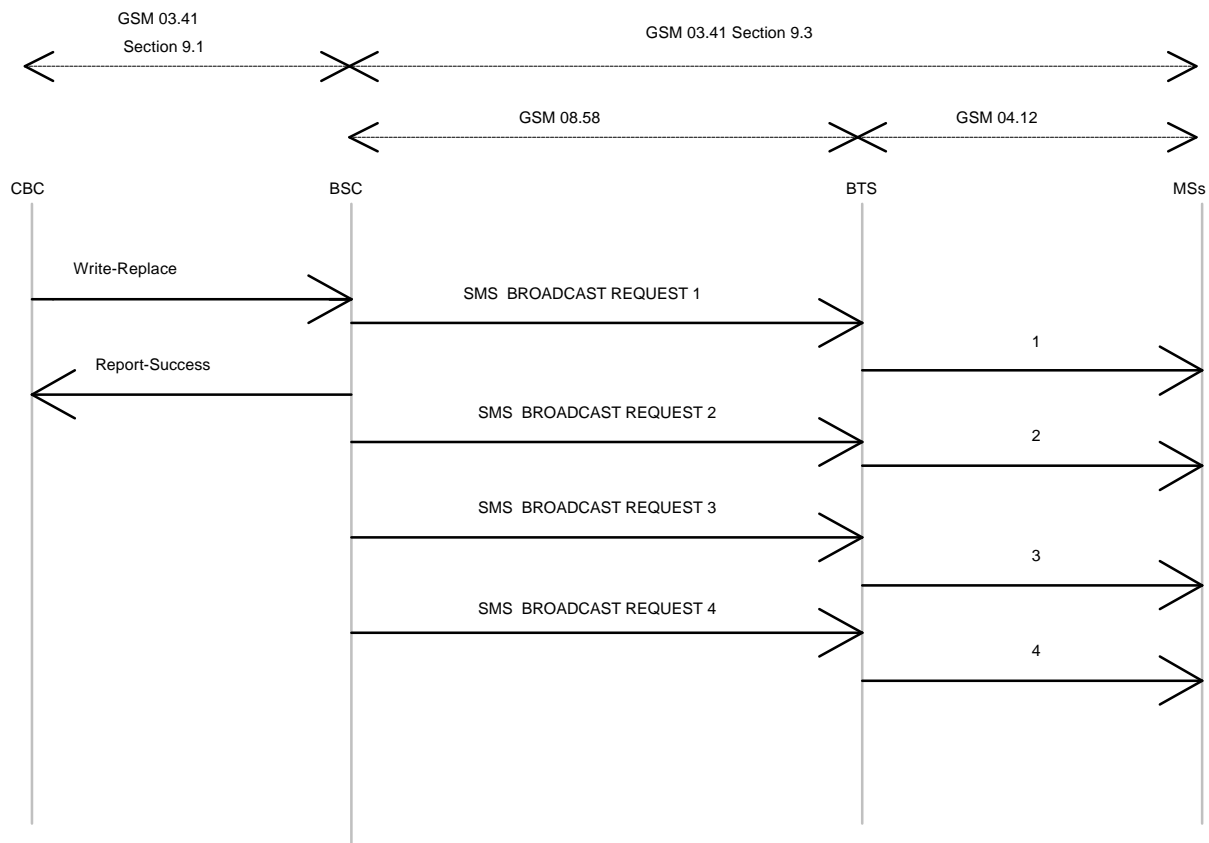 GSM 03.41
Section 9.1
GSM 03.41 Section 9.3
GSM 08.58
GSM 04.12
CBC
BSC
BTS
MSs
Write-Replace
SMS BROADCAST REQUEST 1
1
Report-Success
SMS BROADCAST REQUEST 2
2
SMS BROADCAST REQUEST 3
3
SMS BROADCAST REQUEST 4
4